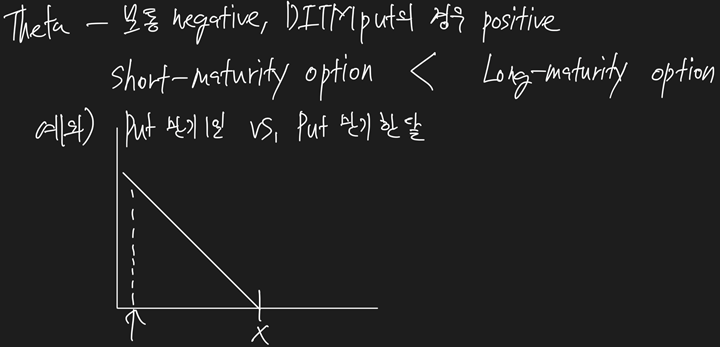 Theta – 보통 negative, DITM put의 경우 positive
short-maturity option < Long-maturity option
예외) Put 만기 1일 vs. Put 만기 한달
X